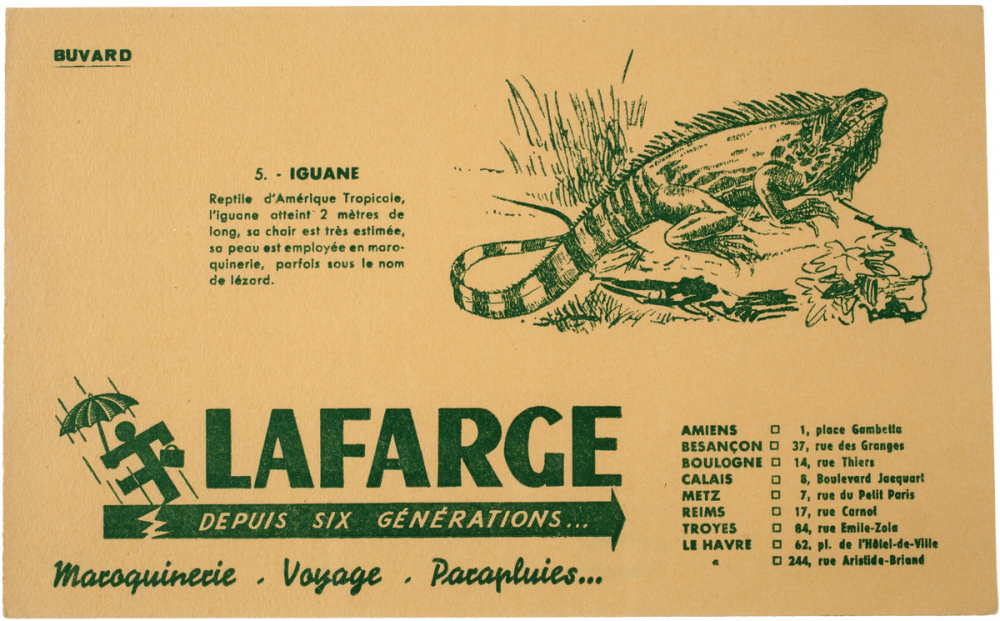 BUVARD
5. - IGUANE
Reptile d'Amérique Tropicale,
l'iguane atteint 2 mètres de
long, sa chair est très estimée,
sa peau est employée en maro-
quinerie, parfois sous le nom
de lézard.
LAFARGE
DEPUIS SIX GÉNÉRATIONS...
Maroquinerie . Voyage . Parapluies...
AMIENS □ 1, place Gambetta
BESANÇON □ 37, rue des Granges
BOULOGNE □ 14, rue Thiers
CALAIS □ 8, Boulevard Jacquart
METZ □ 7, rue du Petit Paris
REIMS □ 17, rue Carnot
TROYES □ 84, rue Emile-Zola
LE HAVRE □ 62, pl. de l'Hôtel-de-Ville
« □ 244, rue Aristide-Briand